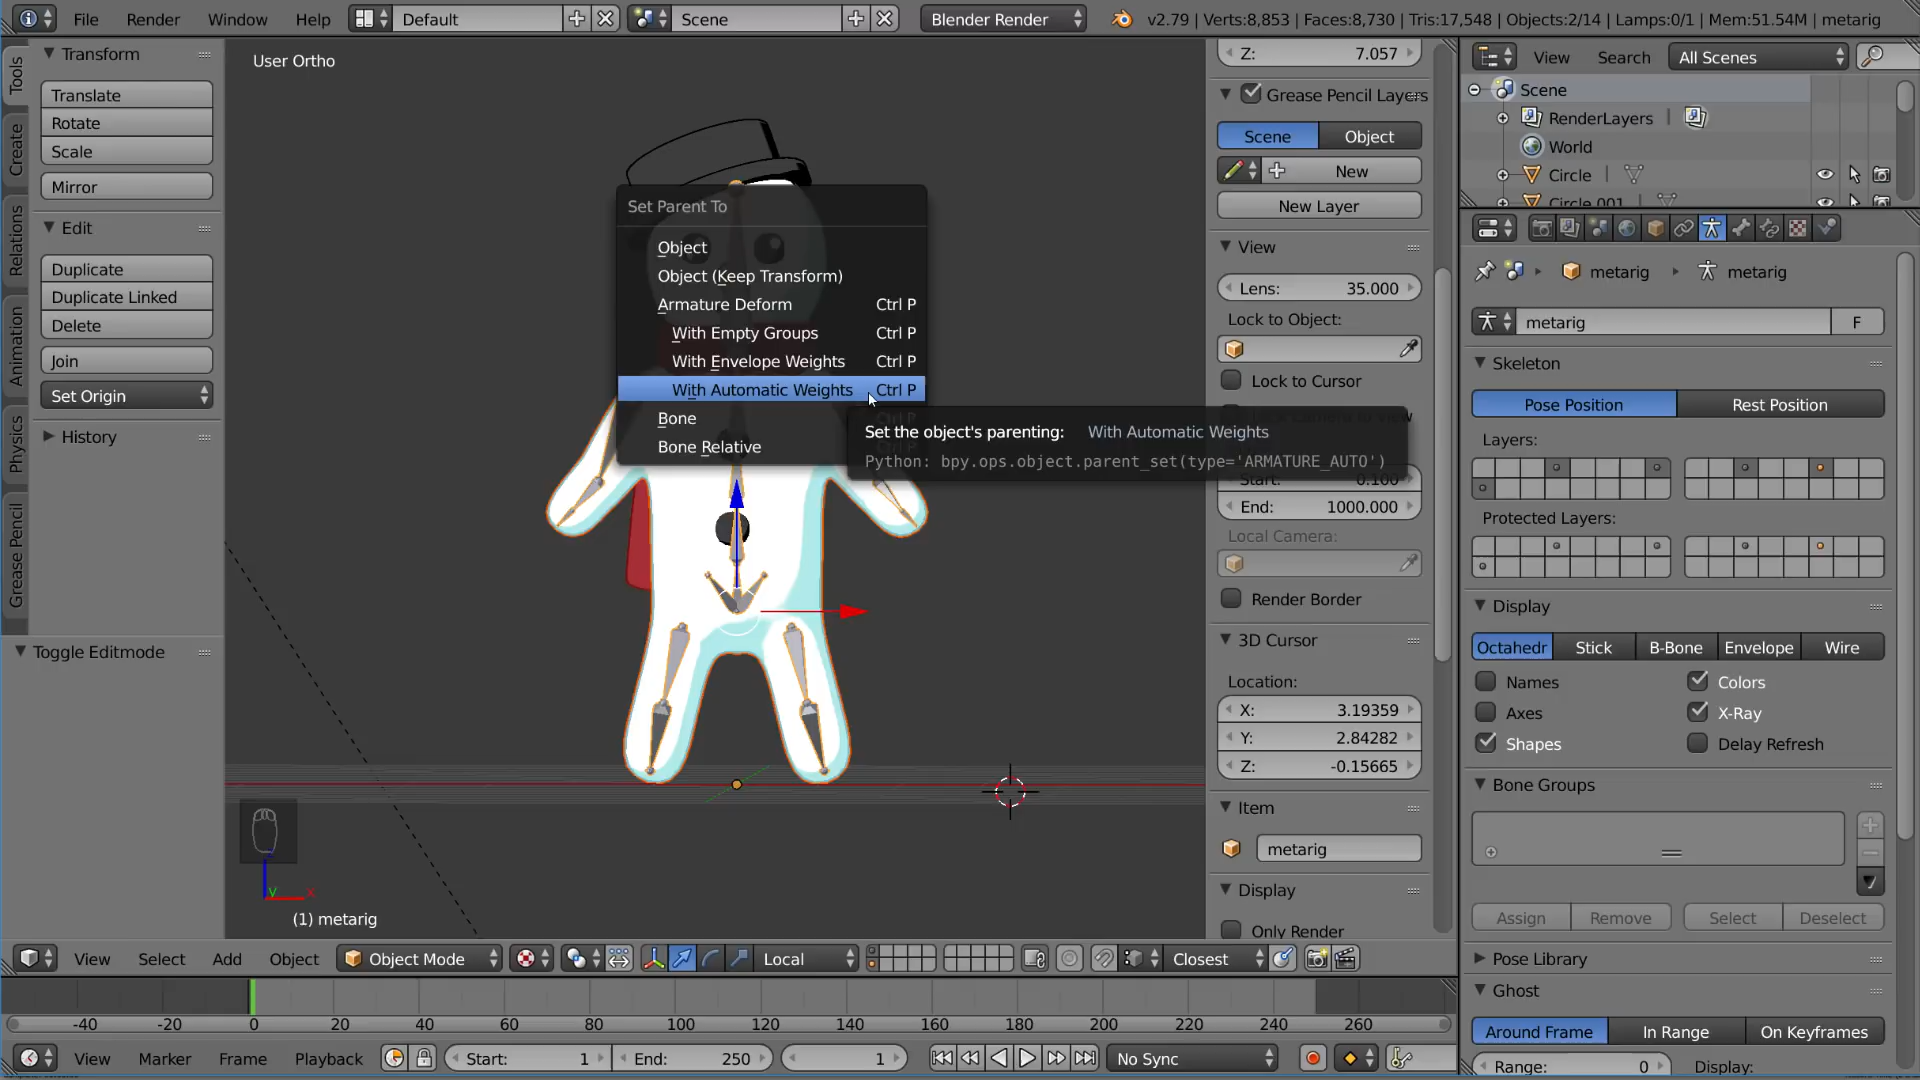 File Render Window Help Default Scene Blender Render v2.79 | Verts:8,853 | Faces:8,730 | Tris:17,548 | Objects:2/14 | Lamps:0/1 | Mem:51.54M | metarig
Tools
Create
Relations
Animation
Physics
Grease Pencil
Transform
Translate
Rotate
Scale
Mirror
Edit
Duplicate
Duplicate Linked
Delete
Join
Set Origin
History
Toggle Editmode
User Ortho
Set Parent To
Object
Object (Keep Transform)
Armature Deform Ctrl P
With Empty Groups Ctrl P
With Envelope Weights Ctrl P
With Automatic Weights Ctrl P
Bone Ctrl P
Bone Relative
Set the object's parenting: With Automatic Weights
Python: bpy.ops.object.parent_set(type='ARMATURE_AUTO')
y x
(1) metarig
Z: 7.057
Grease Pencil Layers
Scene Object
New
New Layer
View
Lens: 35.000
Lock to Object:
Lock to Cursor
Start: 0.100
End: 1000.000
Local Camera:
Render Border
3D Cursor
Location:
X: 3.19359
Y: 2.84282
Z: -0.15665
Item
metarig
Display
Only Render
View Search All Scenes
Scene
RenderLayers |
World
Circle |
Circle.001
metarig metarig
metarig F
Skeleton
Pose Position Rest Position
Layers:
Protected Layers:
Display
Octahedr Stick B-Bone Envelope Wire
Names Colors
Axes X-Ray
Shapes Delay Refresh
Bone Groups
Assign Remove Select Deselect
Pose Library
Ghost
Around Frame In Range On Keyframes
Range: 0 Display:
View Select Add Object Object Mode Local Closest
-40 -20 0 20 40 60 80 100 120 140 160 180 200 220 240 260
View Marker Frame Playback Start: 1 End: 250 1 No Sync